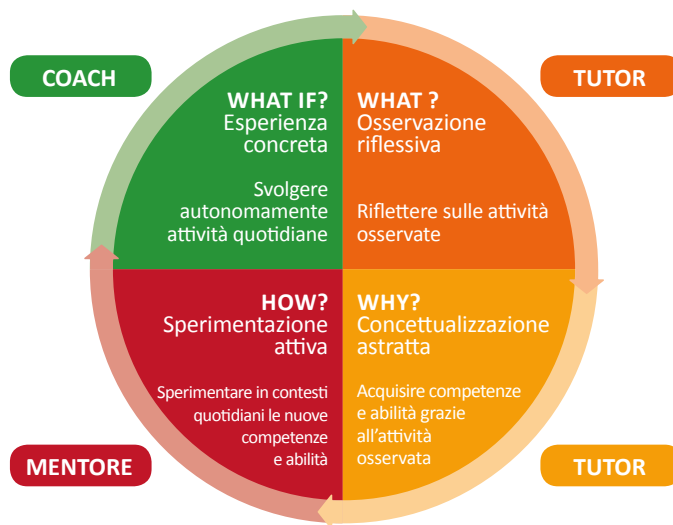 COACH
TUTOR
WHAT IF?
Esperienza
concreta
Svolgere
autonomamente
attività quotidiane
WHAT ?
Osservazione
riflessiva
Riflettere sulle attività
osservate
HOW?
Sperimentazione
attiva
Sperimentare in contesti
quotidiani le nuove
competenze
e abilità
WHY?
Concettualizzazione
astratta
Acquisire competenze
e abilità grazie
all’attività
osservata
MENTORE
TUTOR